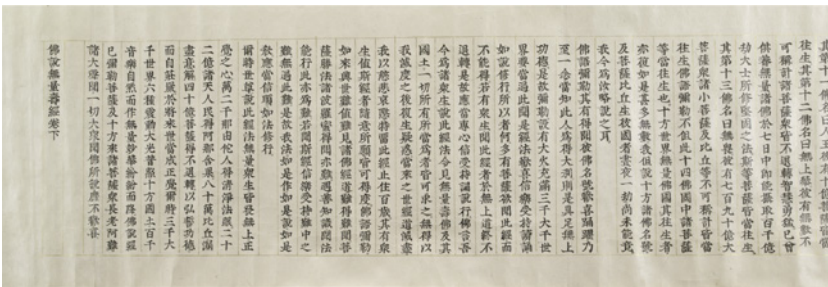 其第十一佛名曰人王彼有十億菩薩皆當
往生其第十二佛名曰無上華彼有無數不
可稱計諸菩薩衆皆不退轉智慧勇猛已曾
供養無量諸佛於七日中即能攝取百千億
劫大士所修堅固之法斯等菩薩皆當往生
其第十三佛名曰無畏彼有七百九十億大
菩薩衆諸小菩薩及比丘等不可稱計皆當
往生佛語彌勒不但此十四佛國中諸菩薩
等當往生也十方世界無量佛國其往生者
亦復如是甚多無數我但說十方諸佛名號
及菩薩比丘生彼國者晝夜一劫尚未能竟
我今為汝略說之耳
佛語彌勒其有得聞彼佛名號歡喜踊躍乃
至一念當知此人為得大利則是具足無上
功德是故彌勒設有大火充滿三千大千世
界要當過此聞是經法歡喜信樂受持讀誦
如說修行所以者何多有菩薩欲聞此經而
不能得若有衆生聞此經者於無上道終不
退轉是故應當專心信受持誦說行佛言吾
今為諸衆生說此經法令見無量壽佛及其
國土一切所有所當為者皆可求之無得以
我滅度之後復生疑惑當來之世經道滅盡
我以慈悲哀愍特留此經止住百歲其有衆
生值斯經者隨意所願皆可得度佛語彌勒
如來興世難值難見諸佛經道難得難聞菩
薩勝法諸波羅蜜得聞亦難遇善知識聞法
能行此亦為難若聞斯經信樂受持難中之
難無過此難是故我法如是作如是說如是
教應當信順如法修行
爾時世尊說此經法無量衆生皆發無上正
覺之心萬二千那由他人得清淨法眼二十
二億諸天人民得阿那含果八十萬比丘漏
盡意解四十億菩薩得不退轉以弘誓功德
而自莊嚴於將來世當成正覺爾時三千大
千世界六種震動大光普照十方國土百千
音樂自然而作無量妙華紛紛而降佛說經
已彌勒菩薩及十方來諸菩薩衆長老阿難
諸大聲聞一切大衆聞佛所說靡不歡喜
佛說無量壽經卷下